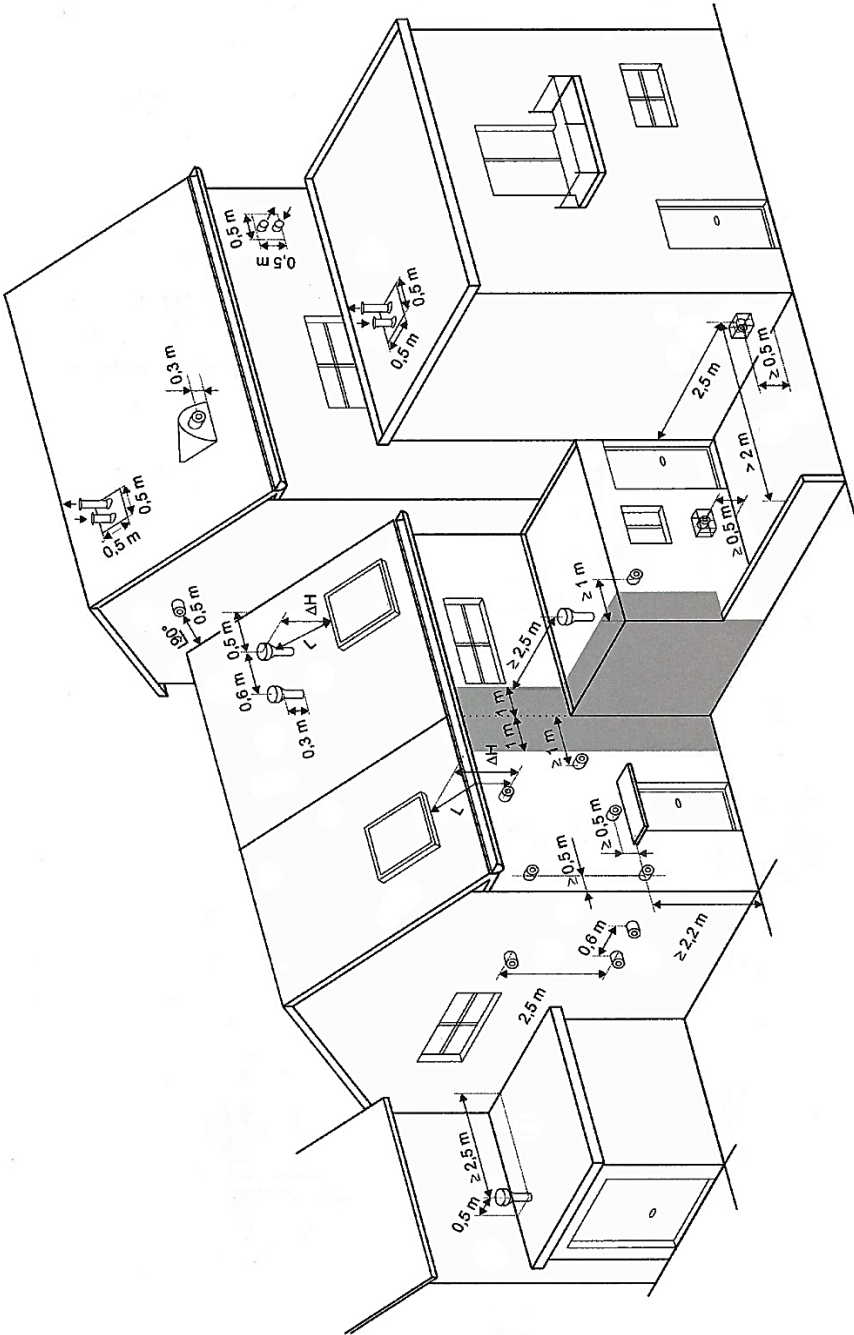 0,5 m
0,5 m
0,3 m
0,5 m
0,5 m
0,5 m
0,5 m
2,5 m
≥ 0,5 m
> 2 m
≥ 0,5 m
90°
0,5 m
0,5 m
ΔH
L
0,6 m
0,3 m
≥ 1 m
≥ 2,5 m
1 m
1 m
≥ 1 m
ΔH
L
≥ 0,5 m
≥ 0,5 m
≥ 2,2 m
0,6 m
2,5 m
≥ 2,5 m
0,5 m